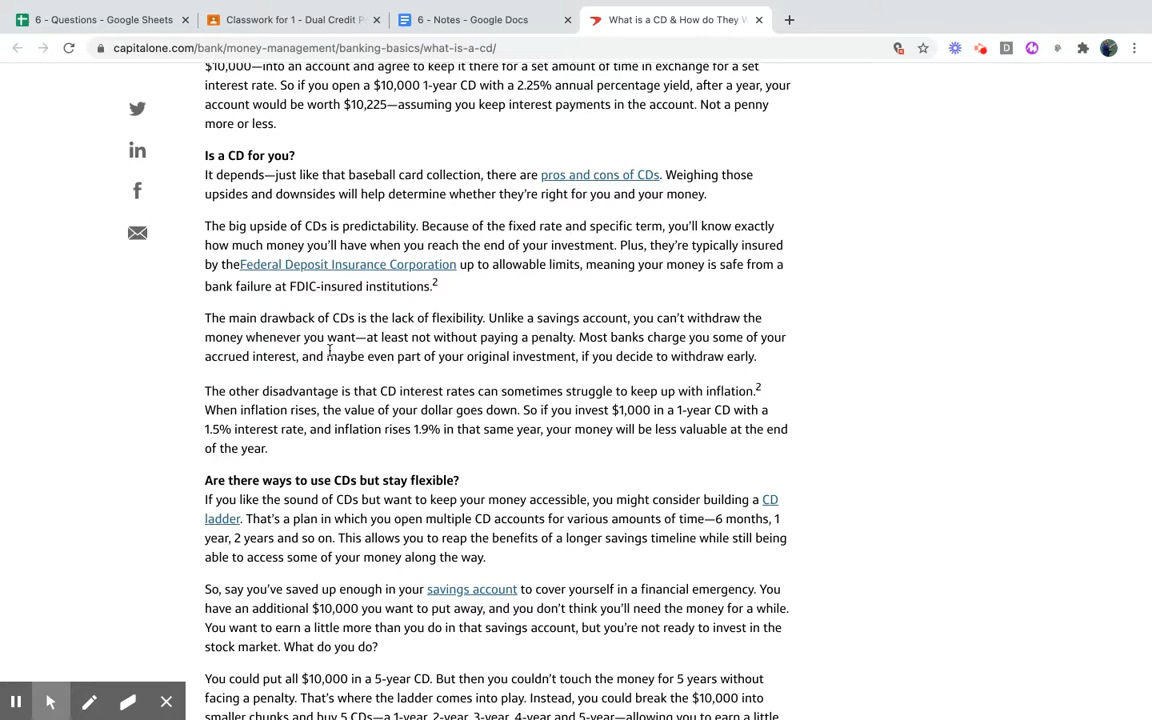 6 - Questions - Google Sheets
Classwork for 1 - Dual Credit P
6 - Notes - Google Docs
What is a CD & How do They W
capitalone.com/bank/money-management/banking-basics/what-is-a-cd/
$10,000—into an account and agree to keep it there for a set amount of time in exchange for a set
interest rate. So if you open a $10,000 1-year CD with a 2.25% annual percentage yield, after a year, your
account would be worth $10,225—assuming you keep interest payments in the account. Not a penny
more or less.
Is a CD for you?
It depends—just like that baseball card collection, there are pros and cons of CDs. Weighing those
upsides and downsides will help determine whether they’re right for you and your money.
The big upside of CDs is predictability. Because of the fixed rate and specific term, you’ll know exactly
how much money you’ll have when you reach the end of your investment. Plus, they’re typically insured
by theFederal Deposit Insurance Corporation up to allowable limits, meaning your money is safe from a
bank failure at FDIC-insured institutions.2
The main drawback of CDs is the lack of flexibility. Unlike a savings account, you can’t withdraw the
money whenever you want—at least not without paying a penalty. Most banks charge you some of your
accrued interest, and maybe even part of your original investment, if you decide to withdraw early.
The other disadvantage is that CD interest rates can sometimes struggle to keep up with inflation.2
When inflation rises, the value of your dollar goes down. So if you invest $1,000 in a 1-year CD with a
1.5% interest rate, and inflation rises 1.9% in that same year, your money will be less valuable at the end
of the year.
Are there ways to use CDs but stay flexible?
If you like the sound of CDs but want to keep your money accessible, you might consider building a CD
ladder. That’s a plan in which you open multiple CD accounts for various amounts of time—6 months, 1
year, 2 years and so on. This allows you to reap the benefits of a longer savings timeline while still being
able to access some of your money along the way.
So, say you’ve saved up enough in your savings account to cover yourself in a financial emergency. You
have an additional $10,000 you want to put away, and you don’t think you’ll need the money for a while.
You want to earn a little more than you do in that savings account, but you’re not ready to invest in the
stock market. What do you do?
You could put all $10,000 in a 5-year CD. But then you couldn’t touch the money for 5 years without
facing a penalty. That’s where the ladder comes into play. Instead, you could break the $10,000 into
smaller chunks and buy 5 CDs—a 1-year, 2-year, 3-year, 4-year and 5-year—allowing you to earn a little